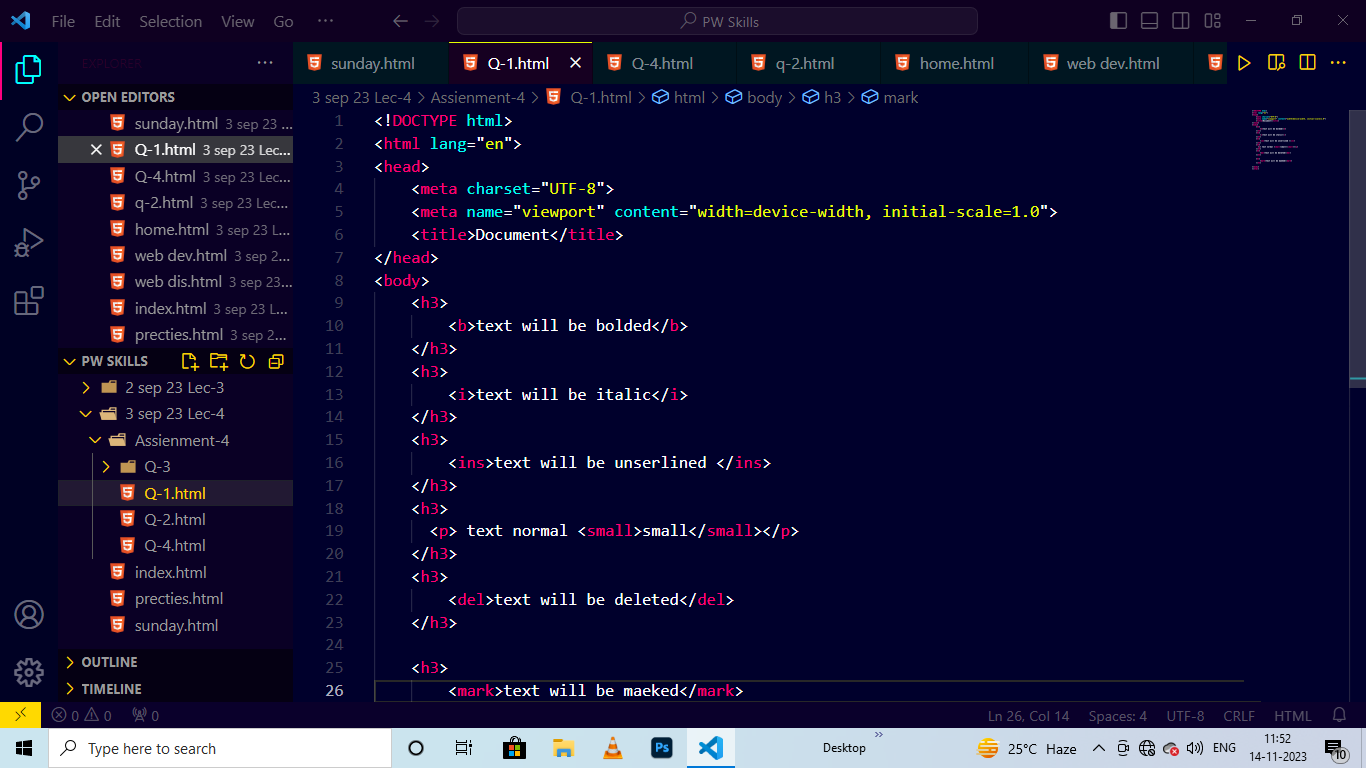 File Edit Selection View Go ··· PW Skills
EXPLORER ···
sunday.html Q-1.html Q-4.html q-2.html home.html web dev.html
OPEN EDITORS
sunday.html 3 sep 23 ...
Q-1.html 3 sep 23 Lec...
Q-4.html 3 sep 23 Lec...
q-2.html 3 sep 23 Lec...
home.html 3 sep 23 L...
web dev.html 3 sep 2...
web dis.html 3 sep 23...
index.html 3 sep 23 L...
precties.html 3 sep 2...
PW SKILLS
2 sep 23 Lec-3
3 sep 23 Lec-4
Assienment-4
Q-3
Q-1.html
Q-2.html
Q-4.html
index.html
precties.html
sunday.html
OUTLINE
TIMELINE
3 sep 23 Lec-4 > Assienment-4 > Q-1.html > html > body > h3 > mark
1 <!DOCTYPE html>
2 <html lang="en">
3 <head>
4 <meta charset="UTF-8">
5 <meta name="viewport" content="width=device-width, initial-scale=1.0">
6 <title>Document</title>
7 </head>
8 <body>
9 <h3>
10 <b>text will be bolded</b>
11 </h3>
12 <h3>
13 <i>text will be italic</i>
14 </h3>
15 <h3>
16 <ins>text will be unserlined </ins>
17 </h3>
18 <h3>
19 <p> text normal <small>small</small></p>
20 </h3>
21 <h3>
22 <del>text will be deleted</del>
23 </h3>
24
25 <h3>
26 <mark>text will be maeked</mark>
0 0 0 Ln 26, Col 14 Spaces: 4 UTF-8 CRLF HTML
Type here to search Desktop 25°C Haze ENG 11:52
14-11-2023 10